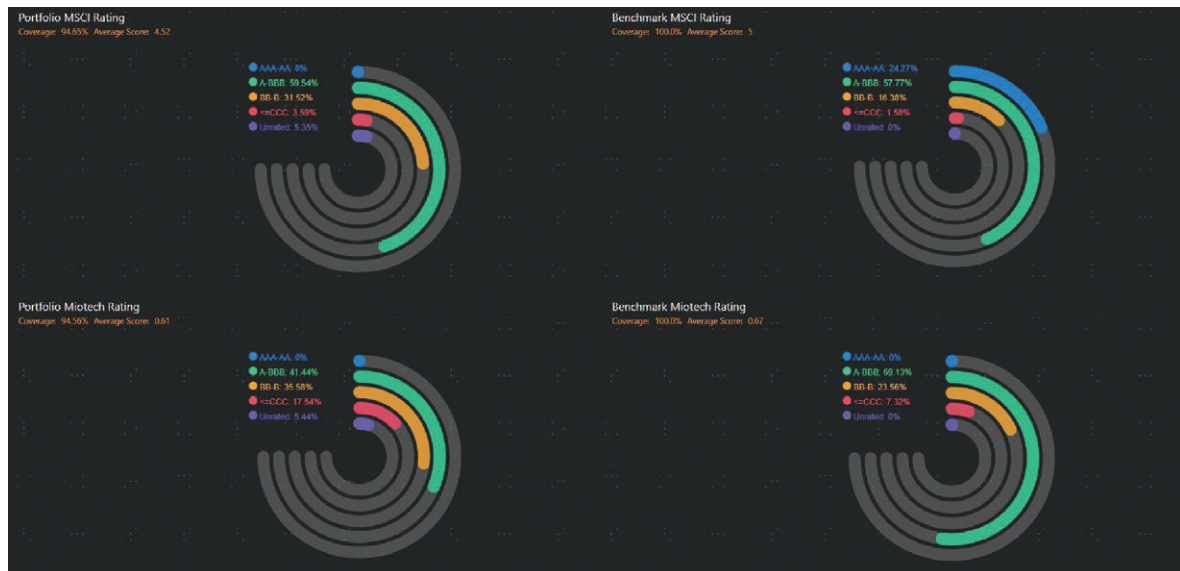 Portfolio MSCI Rating
Coverage: 94.65% Average Score: 4.52
AAA-AA: 0%
A-BBB: 59.54%
BB-B: 31.52%
<=CCC: 3.59%
Unrated: 5.35%
Benchmark MSCI Rating
Coverage: 100.0% Average Score: 5
AAA-AA: 24.27%
A-BBB: 57.77%
BB-B: 16.38%
<=CCC: 1.58%
Unrated: 0%
Portfolio Miotech Rating
Coverage: 94.56% Average Score: 0.61
AAA-AA: 0%
A-BBB: 41.44%
BB-B: 35.58%
<=CCC: 17.54%
Unrated: 5.44%
Benchmark Miotech Rating
Coverage: 100.0% Average Score: 0.67
AAA-AA: 0%
A-BBB: 69.13%
BB-B: 23.56%
<=CCC: 7.32%
Unrated: 0%